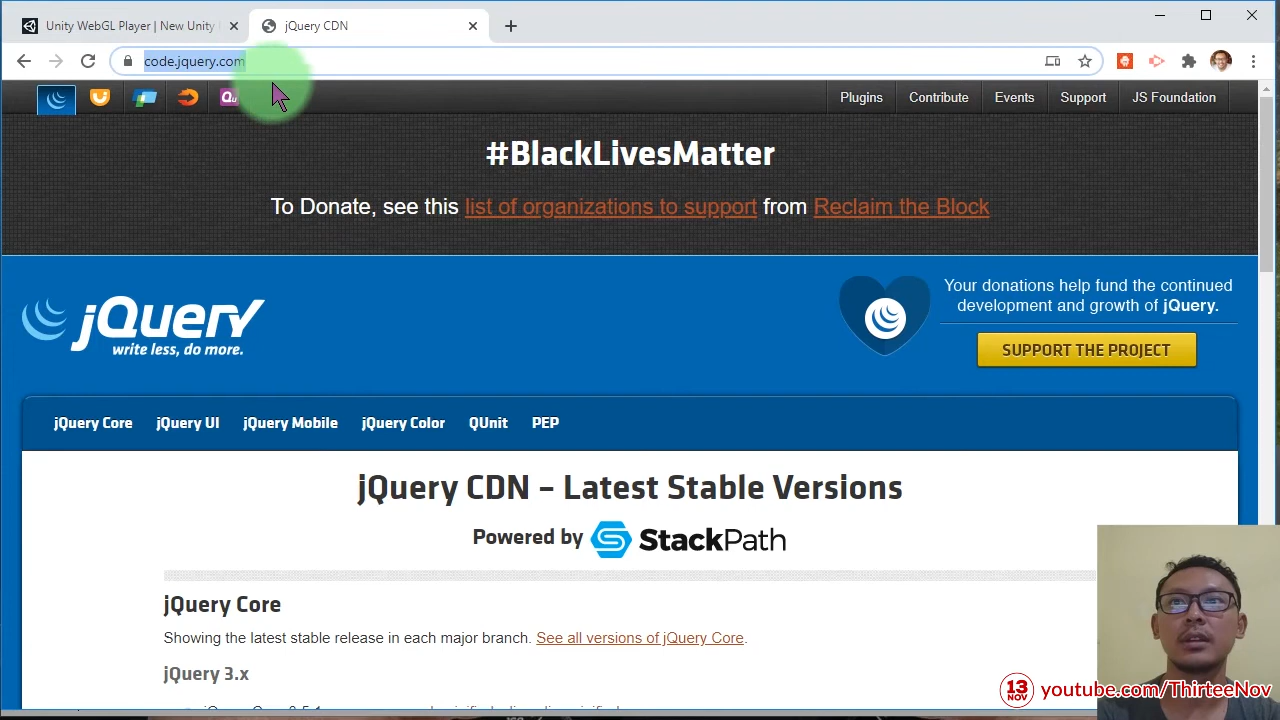 Unity WebGL Player | New Unity
jQuery CDN
code.jquery.com
Qu
Plugins
Contribute
Events
Support
JS Foundation
#BlackLivesMatter
To Donate, see this list of organizations to support from Reclaim the Block
jQuery
write less, do more.
Your donations help fund the continued
development and growth of jQuery.
SUPPORT THE PROJECT
jQuery Core
jQuery UI
jQuery Mobile
jQuery Color
QUnit
PEP
jQuery CDN – Latest Stable Versions
Powered by StackPath
jQuery Core
Showing the latest stable release in each major branch. See all versions of jQuery Core.
jQuery 3.x
13
NOV
youtube.com/ThirteeNov